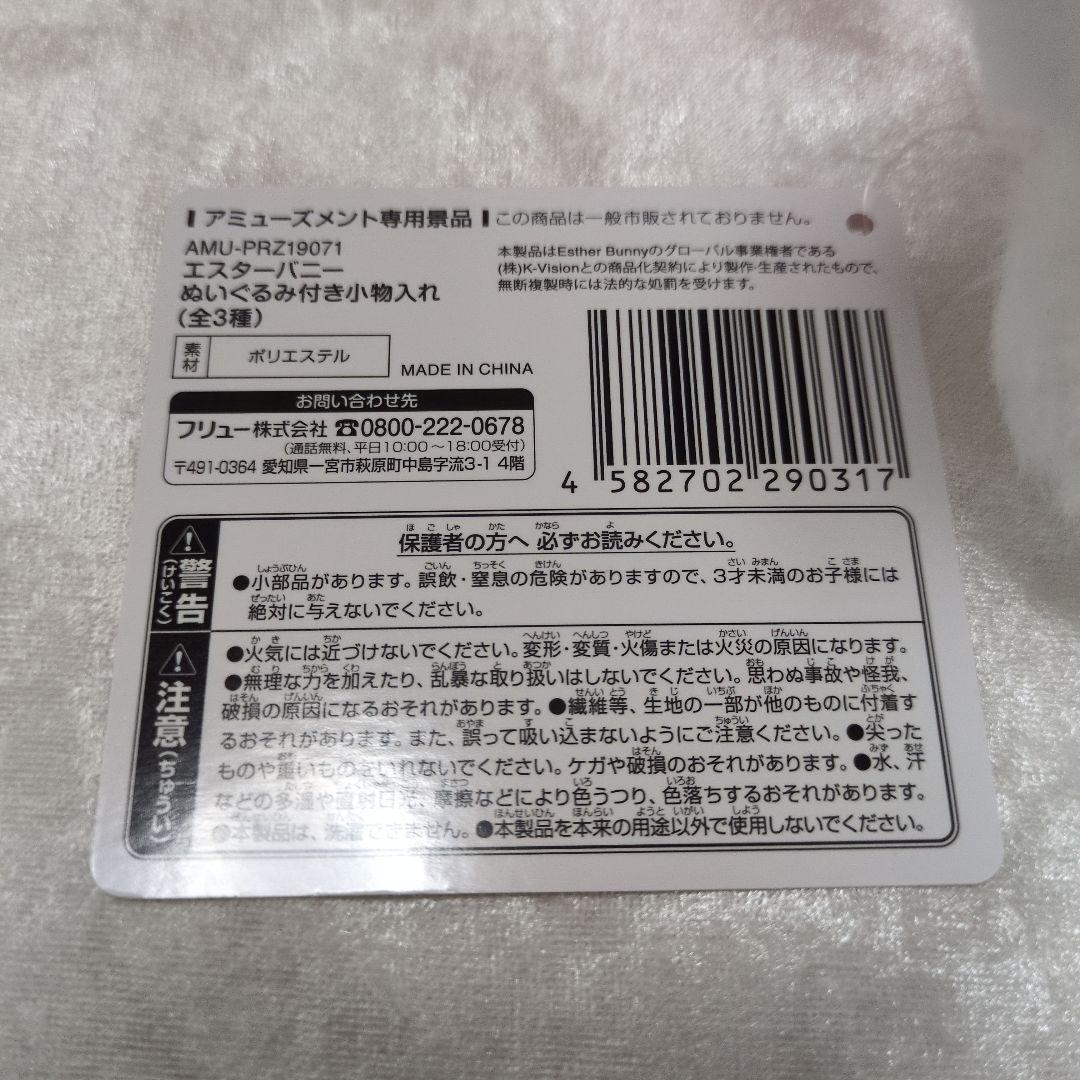 アミューズメント専用景品 この商品は一般市販されておりません。
AMU-PRZ19071
エスターバニー
ぬいぐるみ付き小物入れ
(全3種)
本製品はEsther Bunnyのグローバル事業権者である
(株)K-Visionとの商品化契約により製作・生産されたもので、
無断複製時には法的な処罰を受けます。
素材 ポリエステル
MADE IN CHINA
お問い合わせ先
フリュー株式会社 ☎0800-222-0678
(通話無料、平日10:00～18:00受付)
〒491-0364 愛知県一宮市萩原町中島字流3-1 4階
4 582702 290317
警告(けいこく)
保護者の方へ 必ずお読みください。
●小部品があります。誤飲・窒息の危険がありますので、3才未満のお子様には
絶対に与えないでください。
注意(ちゅうい)
●火気には近づけないでください。変形・変質・火傷または火災の原因になります。
●無理な力を加えたり、乱暴な取り扱いはしないでください。思わぬ事故や怪我、
破損の原因になるおそれがあります。●繊維等、生地の一部が他のものに付着す
るおそれがあります。また、誤って吸い込まないようにご注意ください。●尖った
ものや重いものをいれないでください。ケガや破損のおそれがあります。●水、汗
などの多湿や直射日光、摩擦などにより色うつり、色落ちするおそれがあります。
●本製品は、洗濯できません。●本製品を本来の用途以外で使用しないでください。